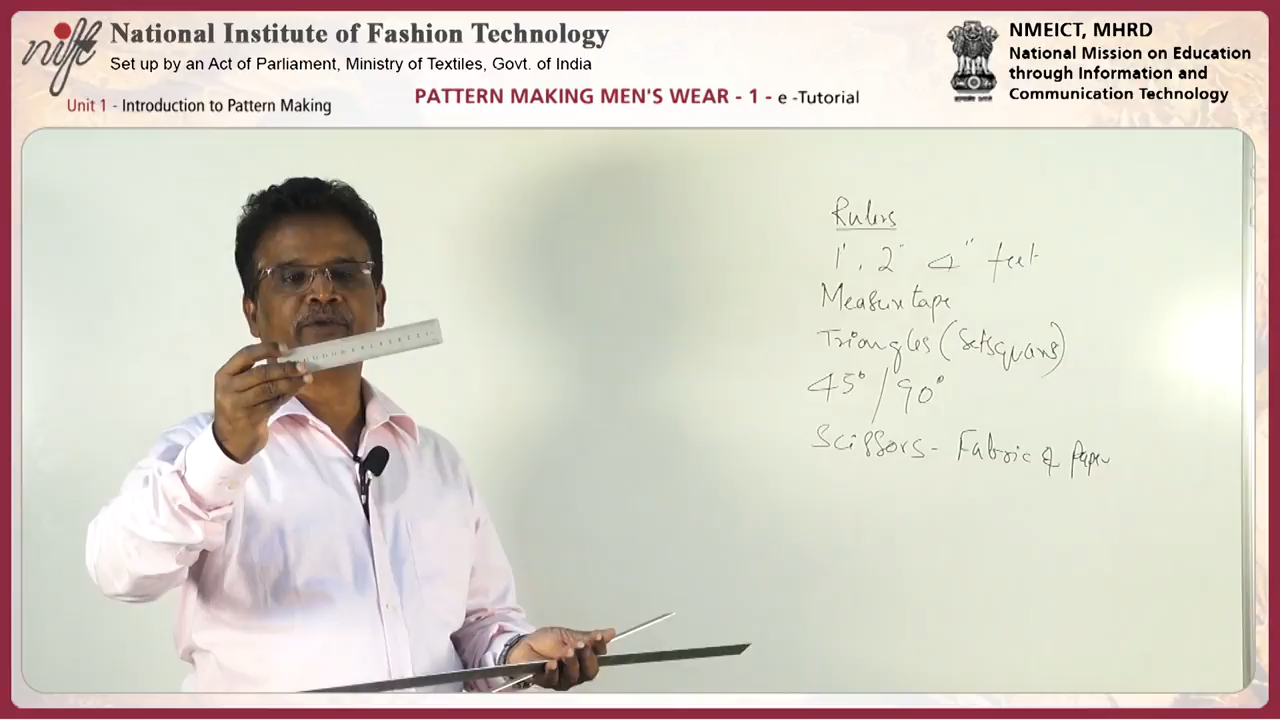 nift
National Institute of Fashion Technology
Set up by an Act of Parliament, Ministry of Textiles, Govt. of India
Unit 1 - Introduction to Pattern Making
PATTERN MAKING MEN'S WEAR - 1 - e -Tutorial
NMEICT, MHRD
National Mission on Education
through Information and
Communication Technology
Rulers
1', 2" 4" feet
Measure tape
Triangles (Setsquares)
45° / 90°
Scissors - Fabric & Paper